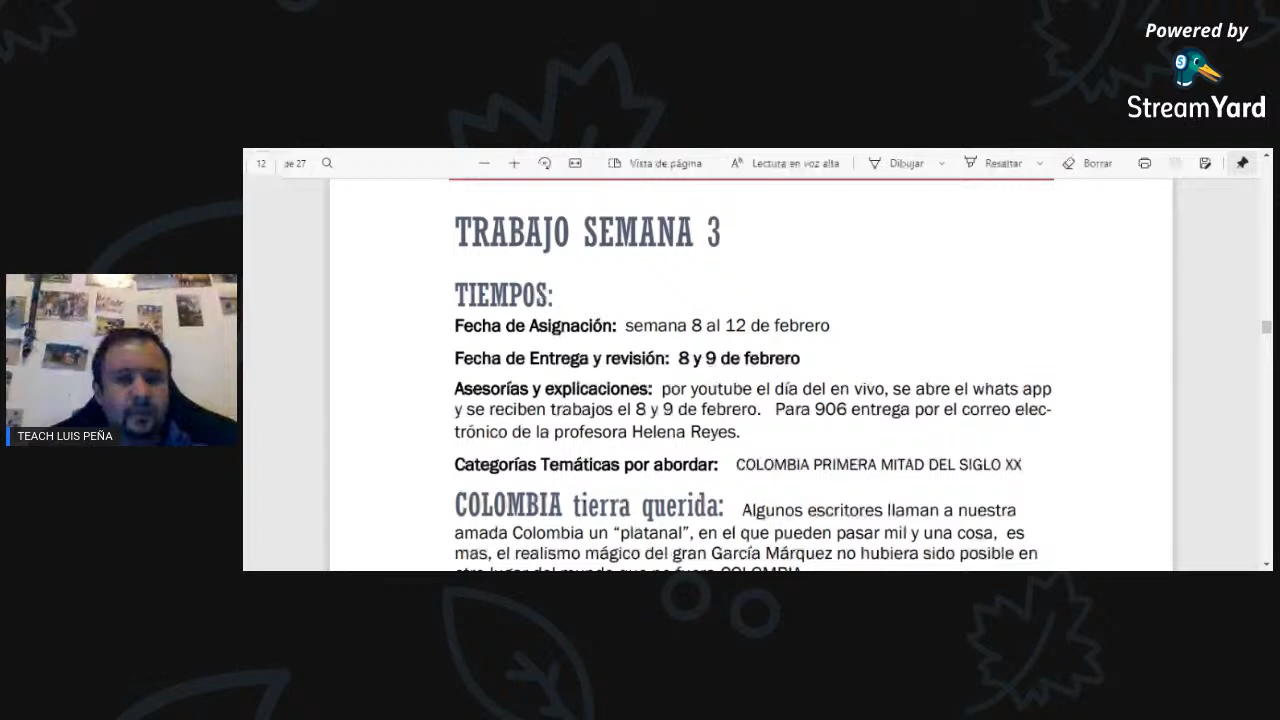 Powered by
StreamYard
12 de 27
Vista de página
Lectura en voz alta
Dibujar
Resaltar
Borrar
TRABAJO SEMANA 3
TIEMPOS:
Fecha de Asignación: semana 8 al 12 de febrero
Fecha de Entrega y revisión: 8 y 9 de febrero
Asesorías y explicaciones: por youtube el día del en vivo, se abre el whats app
y se reciben trabajos el 8 y 9 de febrero. Para 906 entrega por el correo elec-
trónico de la profesora Helena Reyes.
Categorías Temáticas por abordar: COLOMBIA PRIMERA MITAD DEL SIGLO XX
COLOMBIA tierra querida: Algunos escritores llaman a nuestra
amada Colombia un “platanal”, en el que pueden pasar mil y una cosa, es
mas, el realismo mágico del gran García Márquez no hubiera sido posible en
TEACH LUIS PEÑA